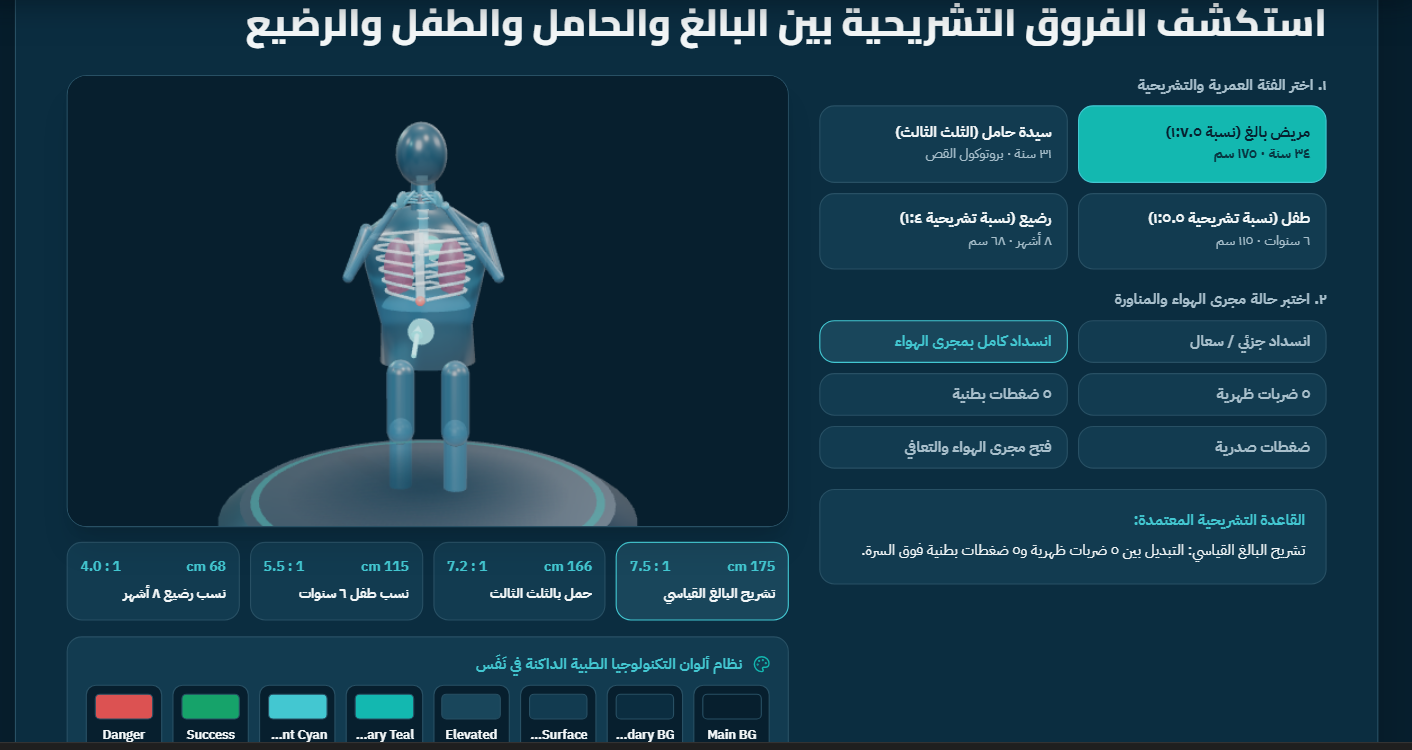 استكشف الفروق التشريحية بين البالغ والحامل والطفل والرضيع
١. اختر الفئة العمرية والتشريحية
مريض بالغ (نسبة ١:٧.٥)
٣٤ سنة · ١٧٥ سم
سيدة حامل (الثلث الثالث)
٣١ سنة · بروتوكول القص
طفل (نسبة تشريحية ١:٥.٥)
٦ سنوات · ١١٥ سم
رضيع (نسبة تشريحية ١:٤)
٨ أشهر · ٦٨ سم
٢. اختبر حالة مجرى الهواء والمناورة
انسداد جزئي / سعال
انسداد كامل بمجرى الهواء
٥ ضربات ظهرية
٥ ضغطات بطنية
ضغطات صدرية
فتح مجرى الهواء والتعافي
القاعدة التشريحية المعتمدة:
تشريح البالغ القياسي: التبديل بين ٥ ضربات ظهرية و٥ ضغطات بطنية فوق السرة.
175 cm
7.5 : 1
تشريح البالغ القياسي
166 cm
7.2 : 1
حمل بالثلث الثالث
115 cm
5.5 : 1
نسب طفل ٦ سنوات
68 cm
4.0 : 1
نسب رضيع ٨ أشهر
نظام ألوان التكنولوجيا الطبية الداكنة في نَفَس
Main BG
...dary BG
...Surface
Elevated
...ary Teal
...nt Cyan
Success
Danger